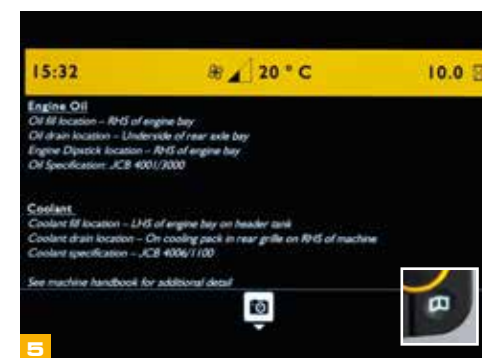 15:32 20 ° C 10.0
Engine Oil
Oil fill location – RHS of engine bay
Oil drain location – Underside of rear axle bay
Engine Dipstick location – RHS of engine bay
Oil Specification: JCB 4001/3000
Coolant
Coolant fill location – LHS of engine bay on header tank
Coolant drain location – On cooling pack in rear grille on RHS of machine
Coolant specification – JCB 4006/1100
See machine handbook for additional detail
5